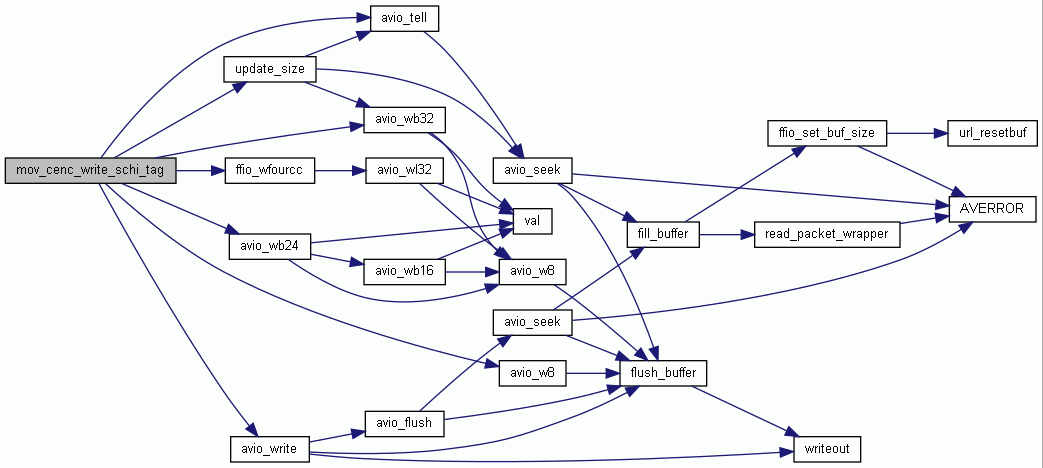 avio_tell
update_size
avio_wb32
ffio_set_buf_size
url_resetbuf
mov_cenc_write_schi_tag
ffio_wfourcc
avio_wl32
avio_seek
AVERROR
val
fill_buffer
read_packet_wrapper
avio_wb24
avio_wb16
avio_w8
avio_seek
avio_w8
flush_buffer
avio_flush
avio_write
writeout